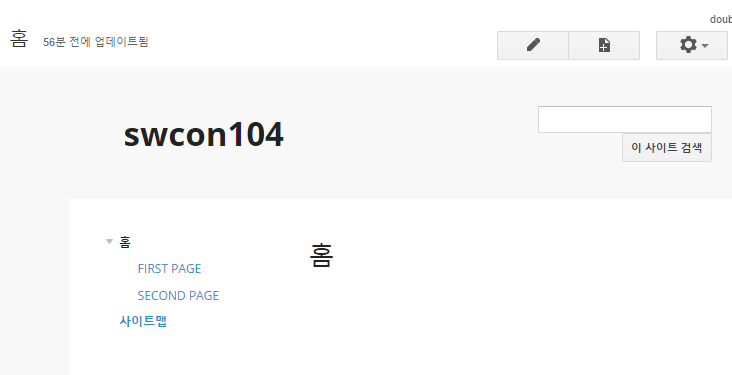 doub
홈 56분 전에 업데이트됨
swcon104
이 사이트 검색
홈
홈
FIRST PAGE
SECOND PAGE
사이트맵